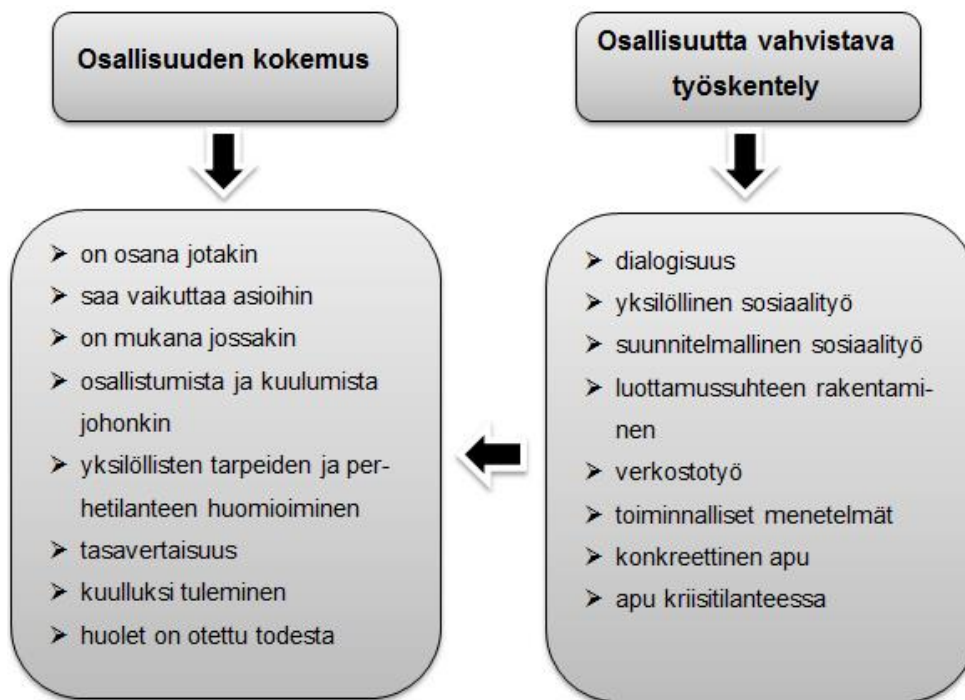 Osallisuuden kokemus
➤ on osana jotakin
➤ saa vaikuttaa asioihin
➤ on mukana jossakin
➤ osallistumista ja kuulumista
johonkin
➤ yksilöllisten tarpeiden ja per-
hetilanteen huomioiminen
➤ tasavertaisuus
➤ kuulluksi tuleminen
➤ huolet on otettu todesta
Osallisuutta vahvistava
työskentely
➤ dialogisuus
➤ yksilöllinen sosiaalityö
➤ suunnitelmallinen sosiaalityö
➤ luottamussuhteen rakentami-
nen
➤ verkostotyö
➤ toiminnalliset menetelmät
➤ konkreettinen apu
➤ apu kriisitilanteessa